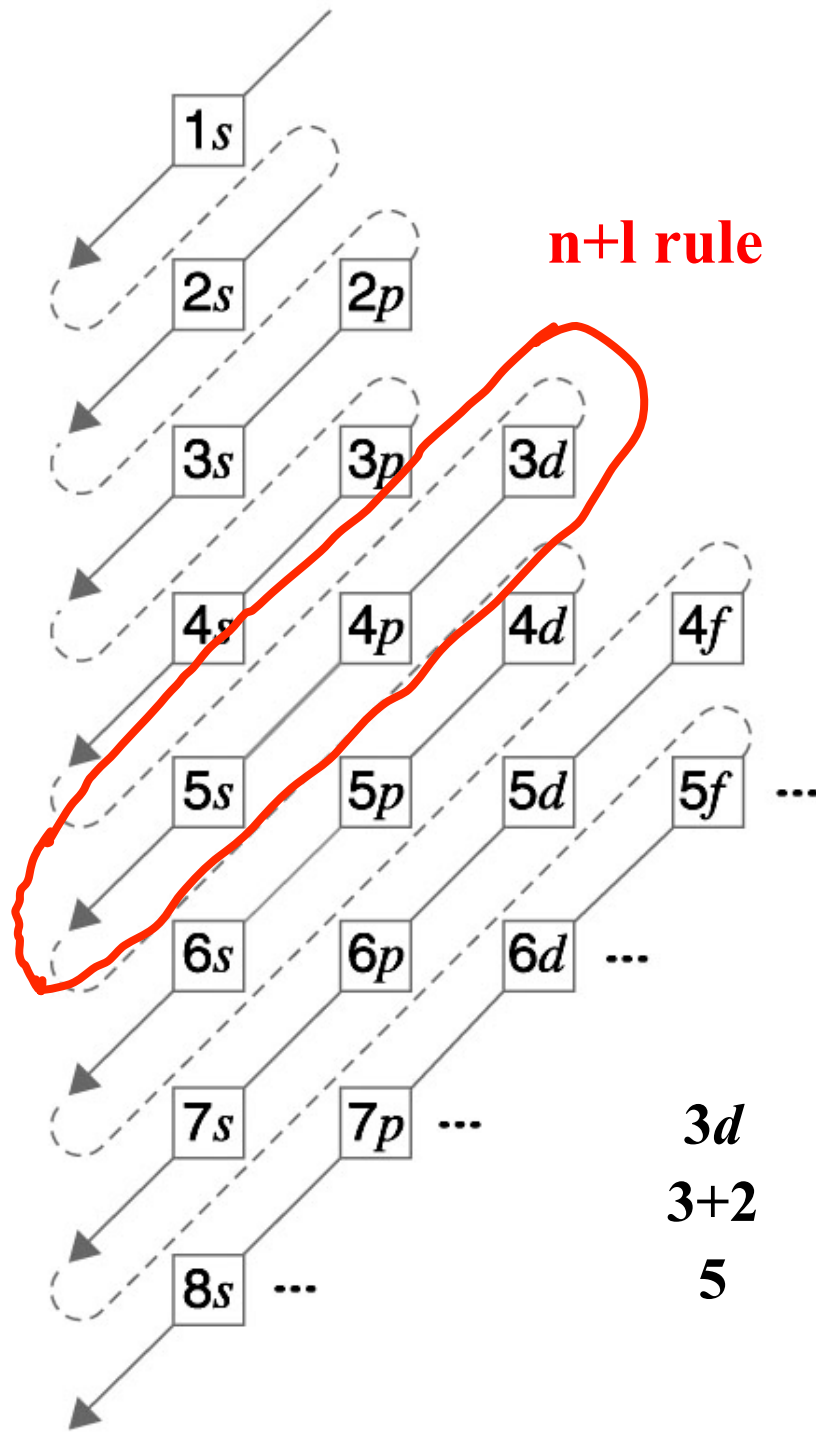 1s
n+l rule
2s 2p
3s 3p 3d
4s 4p 4d 4f
5s 5p 5d 5f ...
6s 6p 6d ...
7s 7p ...
3d
3+2
8s ...
5